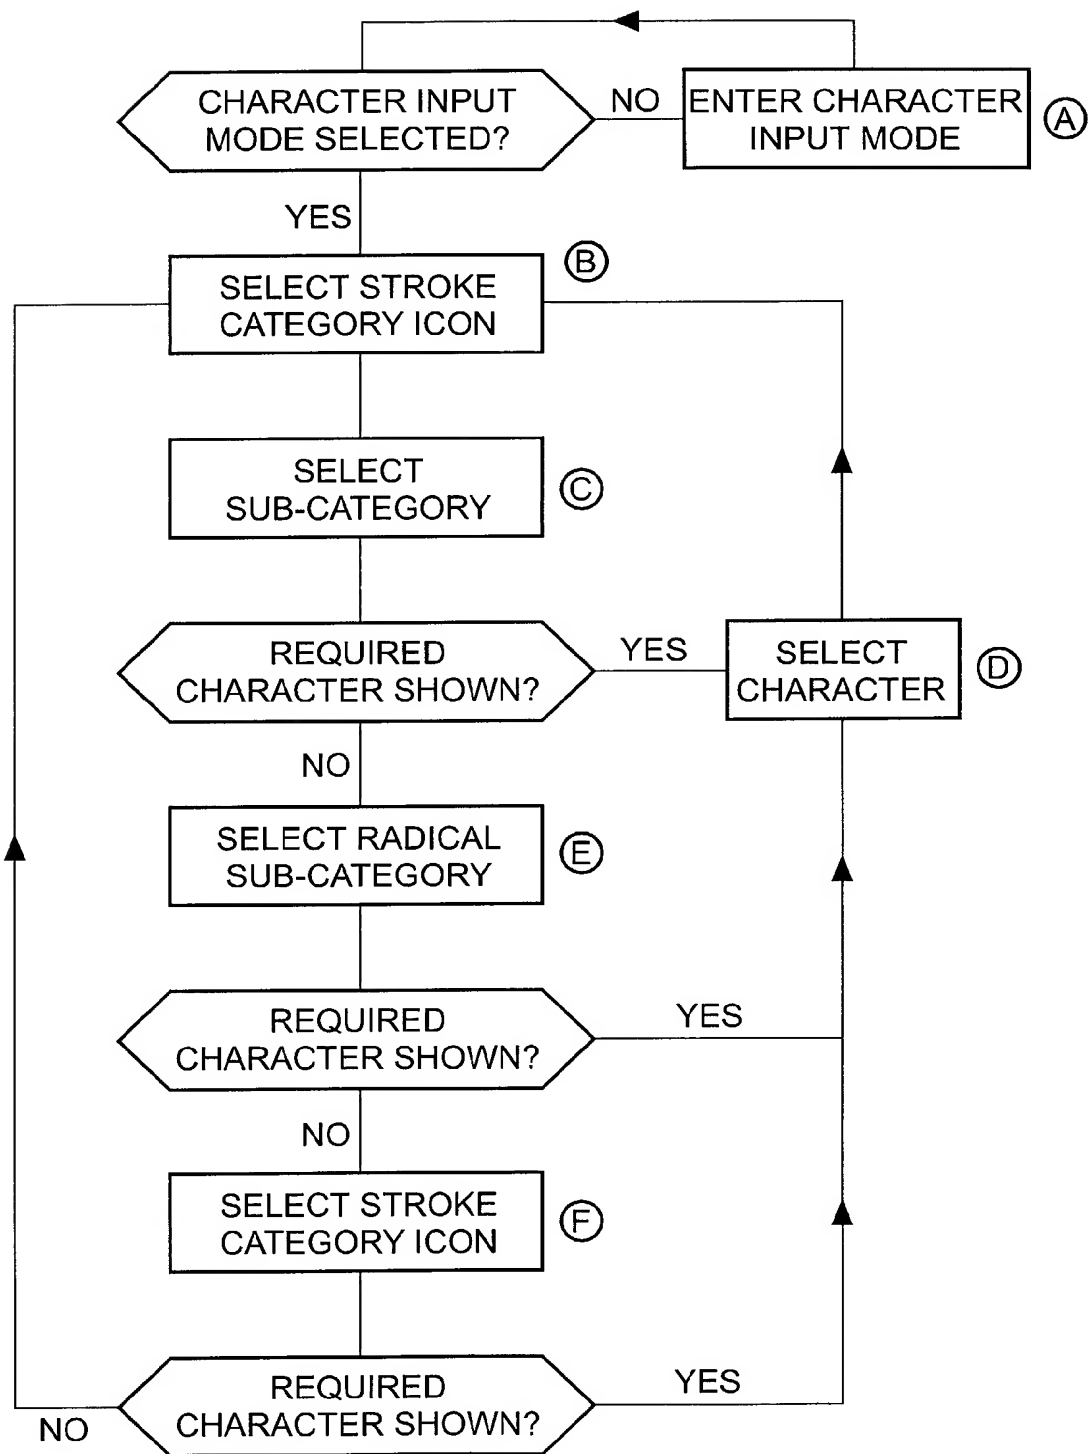 CHARACTER INPUT
MODE SELECTED?
NO
ENTER CHARACTER
INPUT MODE
A
YES
B
SELECT STROKE
CATEGORY ICON
SELECT
SUB-CATEGORY
C
REQUIRED
CHARACTER SHOWN?
YES
SELECT
CHARACTER
D
NO
SELECT RADICAL
SUB-CATEGORY
E
REQUIRED
CHARACTER SHOWN?
YES
NO
SELECT STROKE
CATEGORY ICON
F
REQUIRED
CHARACTER SHOWN?
YES
NO